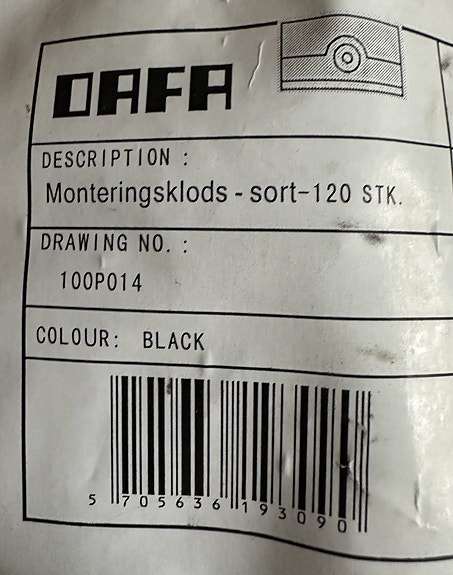 DAFA
DESCRIPTION :
Monteringsklods - sort-120 STK.
DRAWING NO. :
100P014
COLOUR: BLACK
5 705636 193090